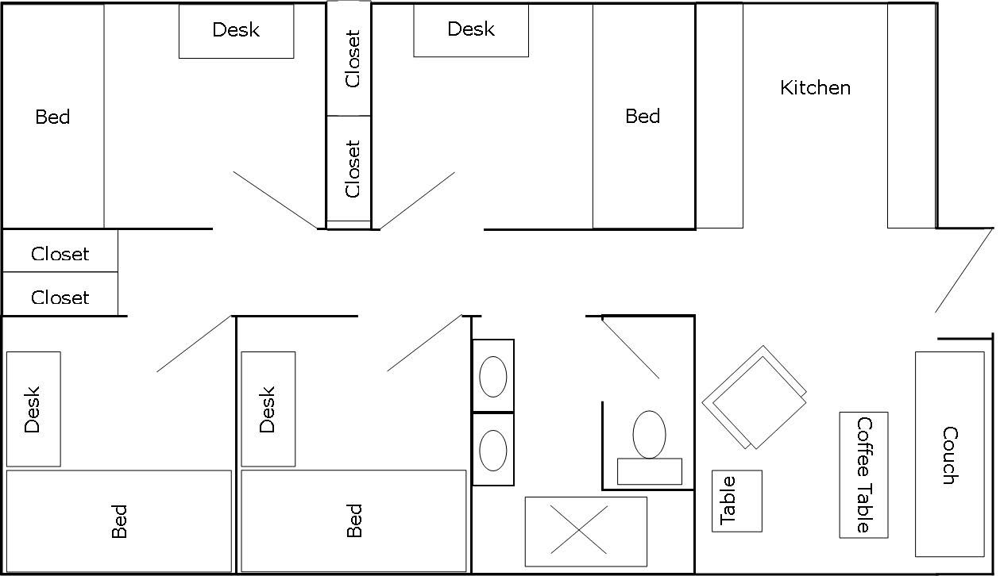 Desk
Closet
Desk
Kitchen
Bed
Bed
Closet
Closet
Closet
Desk
Desk
Coffee Table
Couch
Table
Bed
Bed